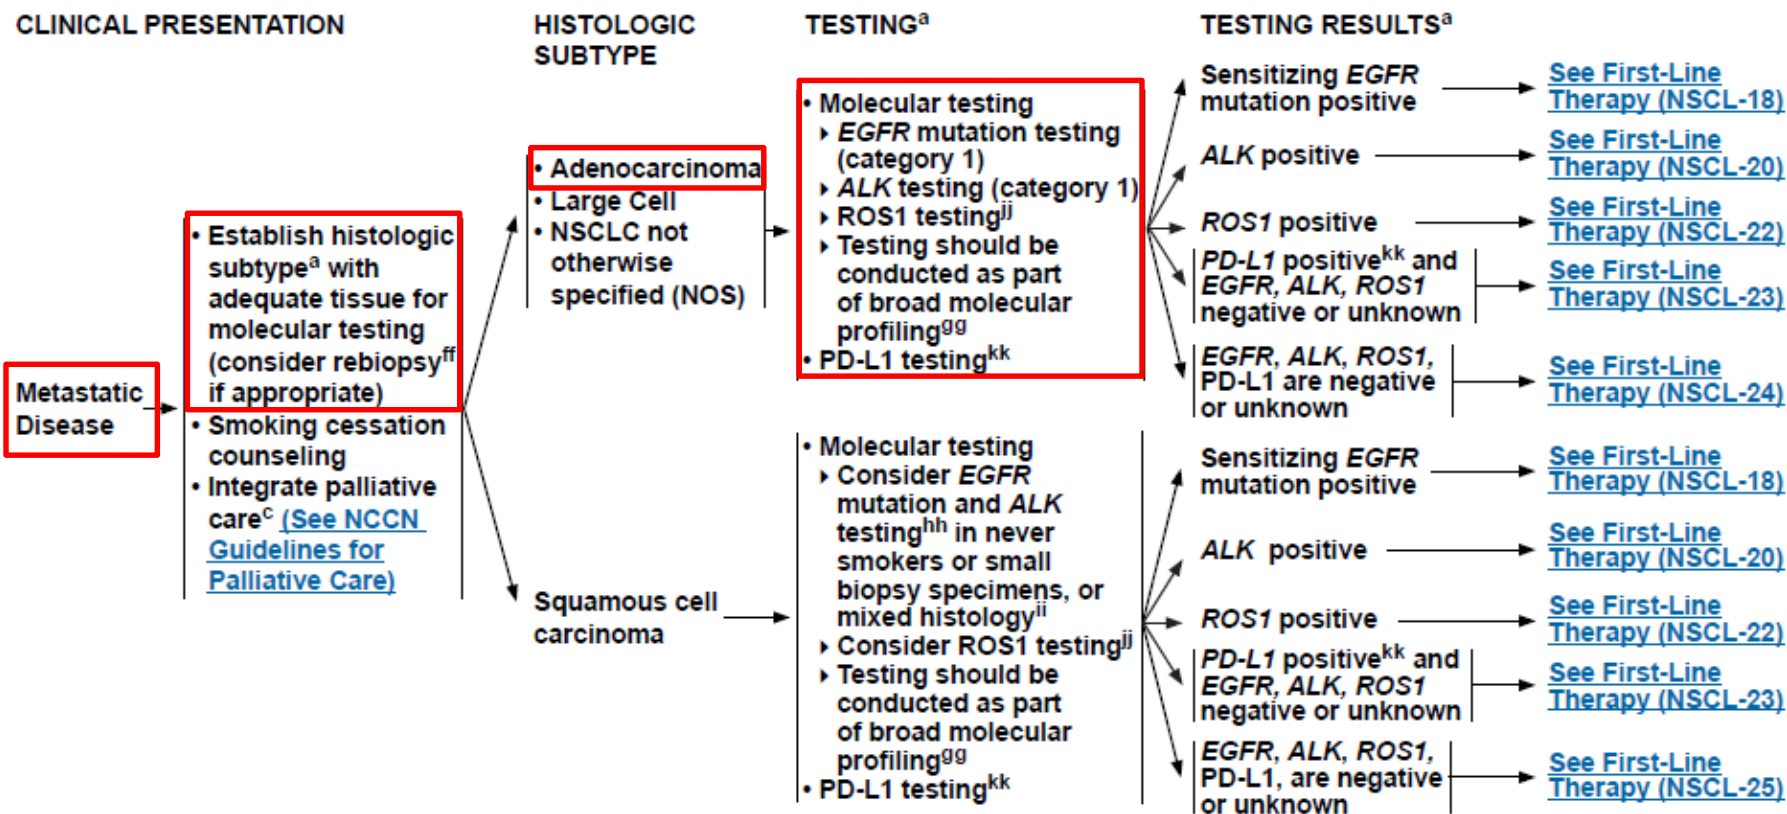 CLINICAL PRESENTATION
HISTOLOGIC
SUBTYPE
TESTINGa
TESTING RESULTSa
Metastatic
Disease
• Establish histologic
subtypea with
adequate tissue for
molecular testing
(consider rebiopsyff
if appropriate)
• Smoking cessation
counseling
• Integrate palliative
carec (See NCCN
Guidelines for
Palliative Care)
• Adenocarcinoma
• Large Cell
• NSCLC not
otherwise
specified (NOS)
• Molecular testing
▸ EGFR mutation testing
(category 1)
▸ ALK testing (category 1)
▸ ROS1 testingjj
▸ Testing should be
conducted as part
of broad molecular
profilinggg
• PD-L1 testingkk
Sensitizing EGFR
mutation positive
See First-Line
Therapy (NSCL-18)
ALK positive
See First-Line
Therapy (NSCL-20)
ROS1 positive
See First-Line
Therapy (NSCL-22)
PD-L1 positivekk and
EGFR, ALK, ROS1
negative or unknown
See First-Line
Therapy (NSCL-23)
EGFR, ALK, ROS1,
PD-L1 are negative
or unknown
See First-Line
Therapy (NSCL-24)
Squamous cell
carcinoma
• Molecular testing
▸ Consider EGFR
mutation and ALK
testinghh in never
smokers or small
biopsy specimens, or
mixed histologyii
▸ Consider ROS1 testingjj
▸ Testing should be
conducted as part
of broad molecular
profilinggg
• PD-L1 testingkk
Sensitizing EGFR
mutation positive
See First-Line
Therapy (NSCL-18)
ALK positive
See First-Line
Therapy (NSCL-20)
ROS1 positive
See First-Line
Therapy (NSCL-22)
PD-L1 positivekk and
EGFR, ALK, ROS1
negative or unknown
See First-Line
Therapy (NSCL-23)
EGFR, ALK, ROS1,
PD-L1, are negative
or unknown
See First-Line
Therapy (NSCL-25)